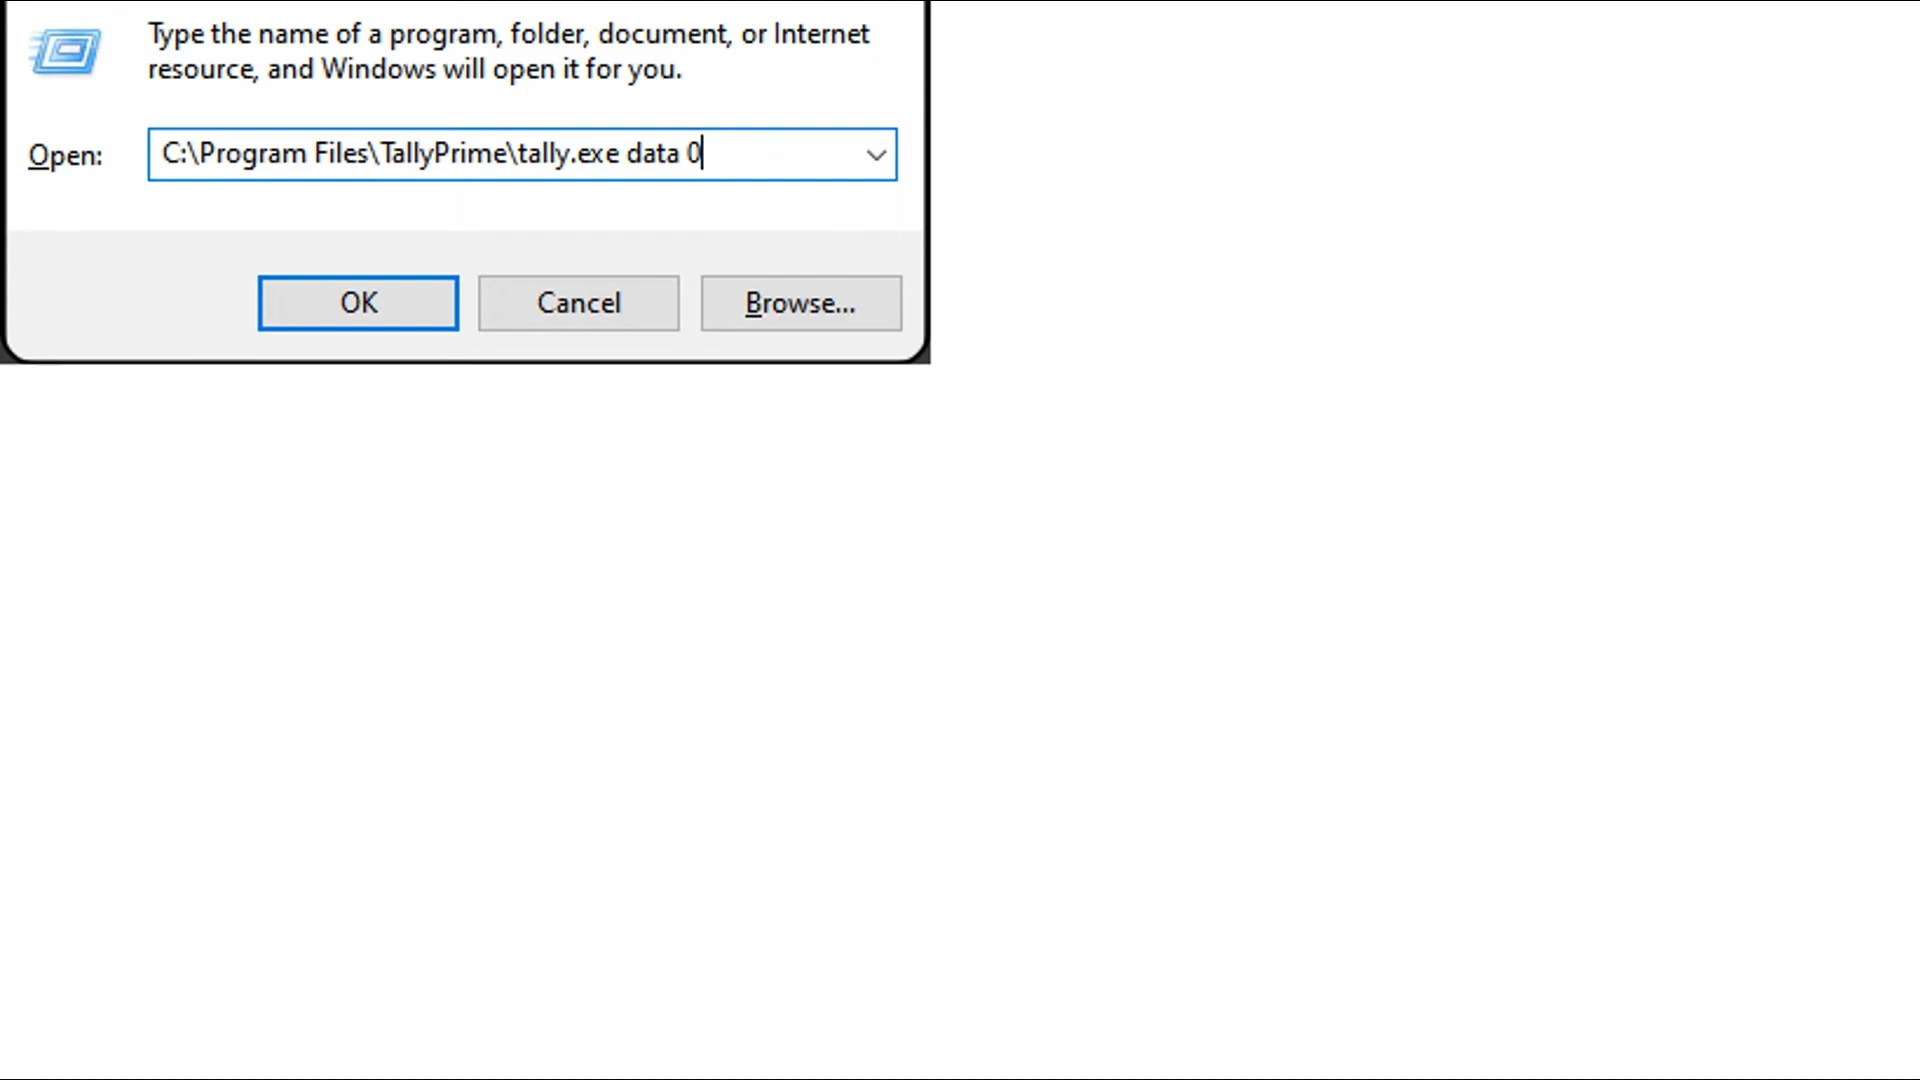 Type the name of a program, folder, document, or Internet
resource, and Windows will open it for you.
Open: C:\Program Files\TallyPrime\tally.exe data 0
OK Cancel Browse...